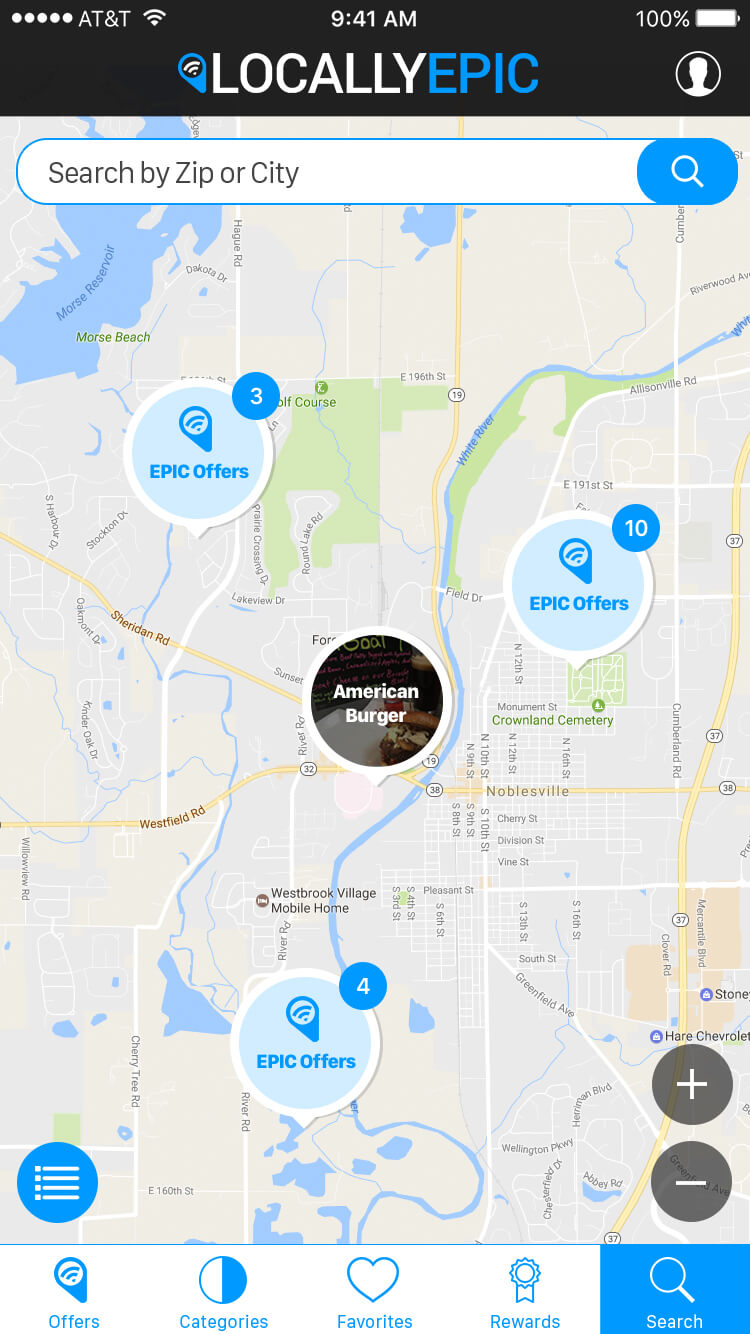 AT&T
9:41 AM
100%
LOCALLYEPIC
Search by Zip or City
St
Hague Rd
Cumber
Dakota Dr
Morse Reservoir
Riverwood Av
Morse Beach
E 196th St
olf Course
19
Allisonville Rd
3
EPIC Offers
White River
E 191st St
S Harbour Dr
Stockton Dr
Prairie Crossing Dr
Round Lake Rd
10
37
EPIC Offers
Field Dr
Lakeview Dr
Oakmont Dr
Sheridan Rd
N 12th St
Sunset
American
Burger
Monument St
Crownland Cemetery
Kinder Oak Dr
River Rd
Cumberland Rd
37
N 9th St
N 10th St
N 12th St
N 16th St
32
19
38
38
Noblesville
Westfield Rd
S 8th St
S 9th St
S 10th St
Cherry St
Division St
Vine St
Willowview Rd
Westbrook Village
Mobile Home
S 3rd St
S 4th St
Pleasant St
S 6th St
S 13th St
S 16th St
37
Mercantile Blvd
River Rd
South St
Clover Rd
Greenfield Ave
4
Stoney
EPIC Offers
Hare Chevrolet
Cherry Tree Rd
River Rd
Herriman Blvd
Wellington Pkwy
Chesterfield Dr
Abbey Rd
Greenfield Ave
E 160th St
37
Offers
Categories
Favorites
Rewards
Search